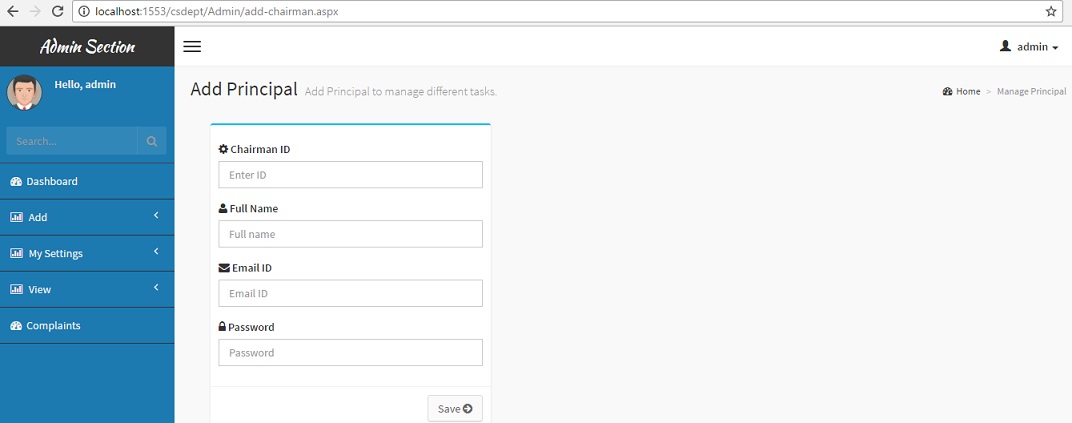 localhost:1553/csdept/Admin/add-chairman.aspx
Admin Section
admin
Hello, admin
Add Principal Add Principal to manage different tasks.
Home > Manage Principal
Search...
Dashboard
Add
My Settings
View
Complaints
Chairman ID
Enter ID
Full Name
Full name
Email ID
Email ID
Password
Password
Save